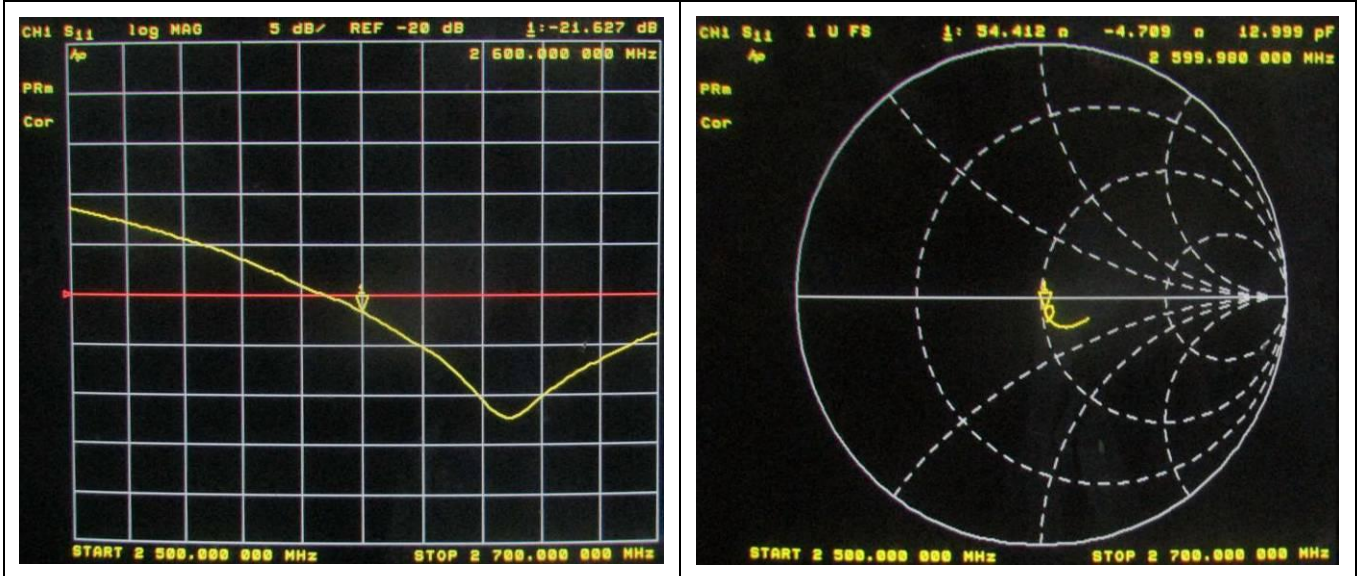 CH1 S11 log MAG 5 dB/ REF -20 dB 1:-21.627 dB
hp
2 600.000 000 MHz
PRm
Cor
START 2 500.000 000 MHz STOP 2 700.000 000 MHz
CH1 S11 1 U FS 1: 54.412 Ω -4.709 Ω 12.999 pF
hp
2 599.980 000 MHz
PRm
Cor
START 2 500.000 000 MHz STOP 2 700.000 000 MHz